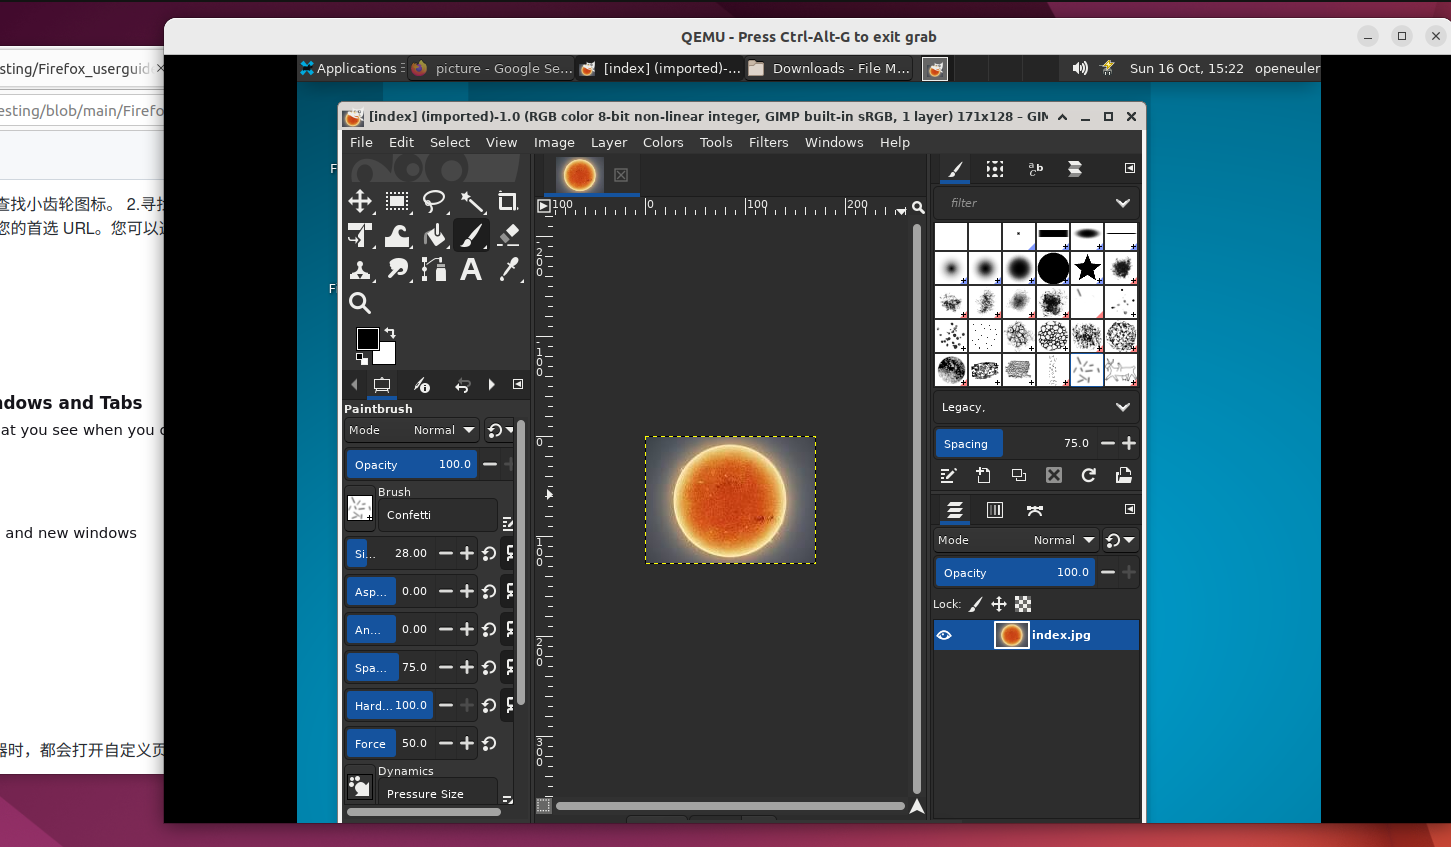 QEMU - Press Ctrl-Alt-G to exit grab
sting/Firefox_userguid
esting/blob/main/Firefo
查找小齿轮图标。 2.寻
您的首选 URL。您可以
ndows and Tabs
at you see when you
and new windows
器时，都会打开自定义页
Applications
picture - Google Se...
[index] (imported)-...
Downloads - File M...
Sun 16 Oct, 15:22
openeuler
[index] (imported)-1.0 (RGB color 8-bit non-linear integer, GIMP built-in sRGB, 1 layer) 171x128 – GIM
File Edit Select View Image Layer Colors Tools Filters Windows Help
Paintbrush
Mode Normal
Opacity 100.0
Brush
Confetti
Si... 28.00
Asp... 0.00
An... 0.00
Spa... 75.0
Hard... 100.0
Force 50.0
Dynamics
Pressure Size
100 0 100 200
200
100
0
100
200
300
filter
Legacy,
Spacing 75.0
Mode Normal
Opacity 100.0
Lock:
index.jpg